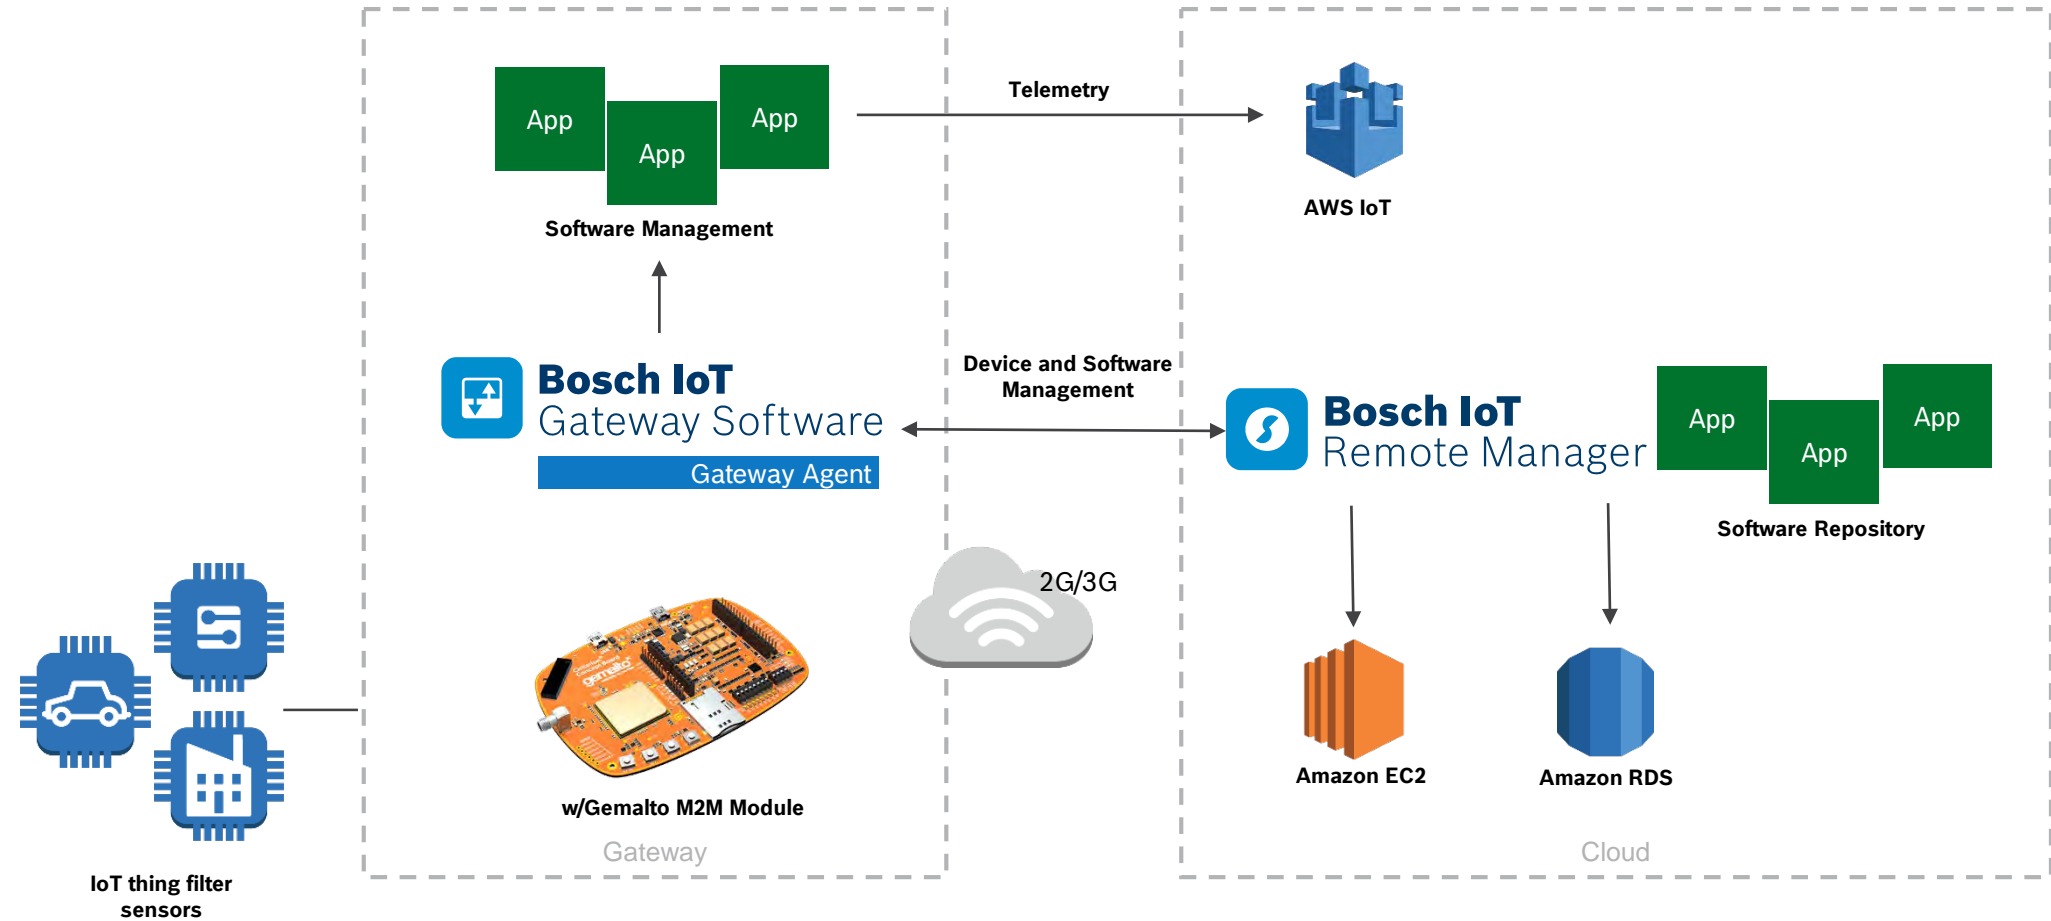 App
App
App
Software Management
Telemetry
AWS IoT
Bosch IoT
Gateway Software
Gateway Agent
Device and Software
Management
Bosch IoT
Remote Manager
App
App
App
Software Repository
2G/3G
gemalto
w/Gemalto M2M Module
Gateway
Amazon EC2
Amazon RDS
Cloud
IoT thing filter
sensors